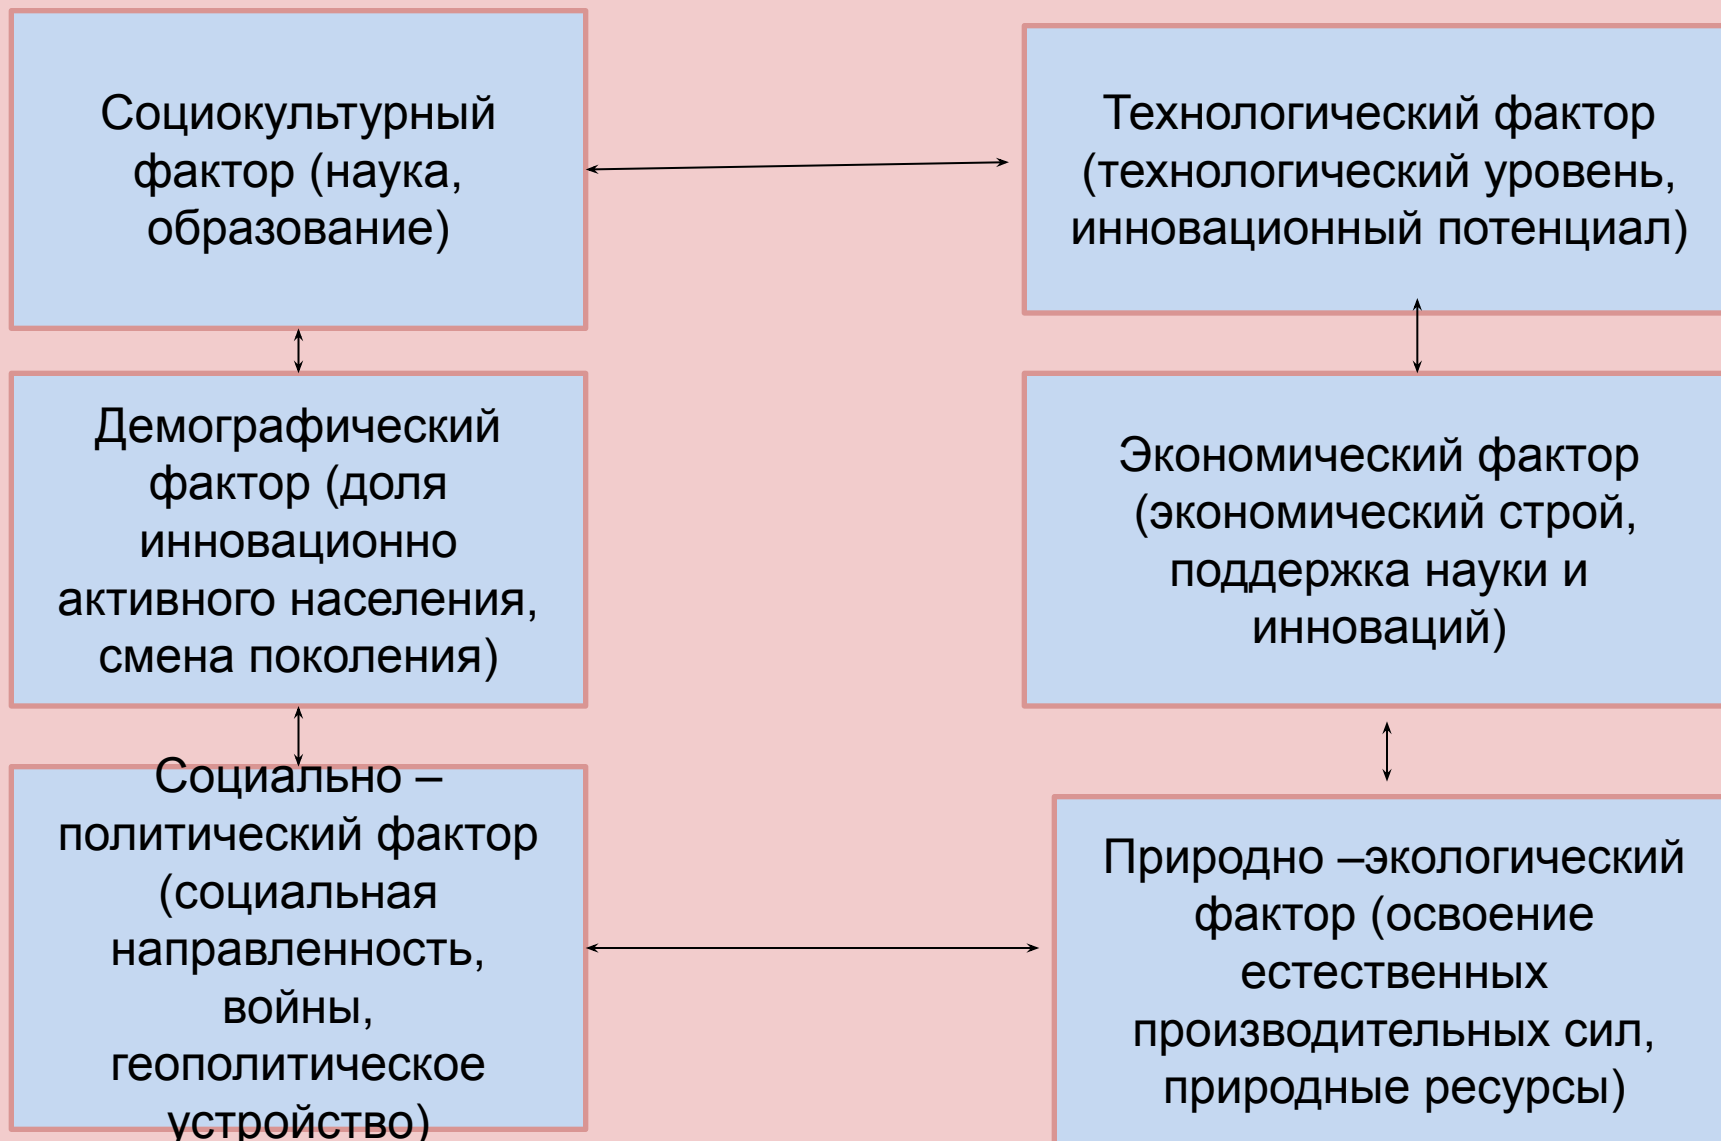 Социокультурный
фактор (наука,
образование)
Технологический фактор
(технологический уровень,
инновационный потенциал)
Демографический
фактор (доля
инновационно
активного населения,
смена поколения)
Экономический фактор
(экономический строй,
поддержка науки и
инноваций)
Социально –
политический фактор
(социальная
направленность,
войны,
геополитическое
устройство)
Природно –экологический
фактор (освоение
естественных
производительных сил,
природные ресурсы)